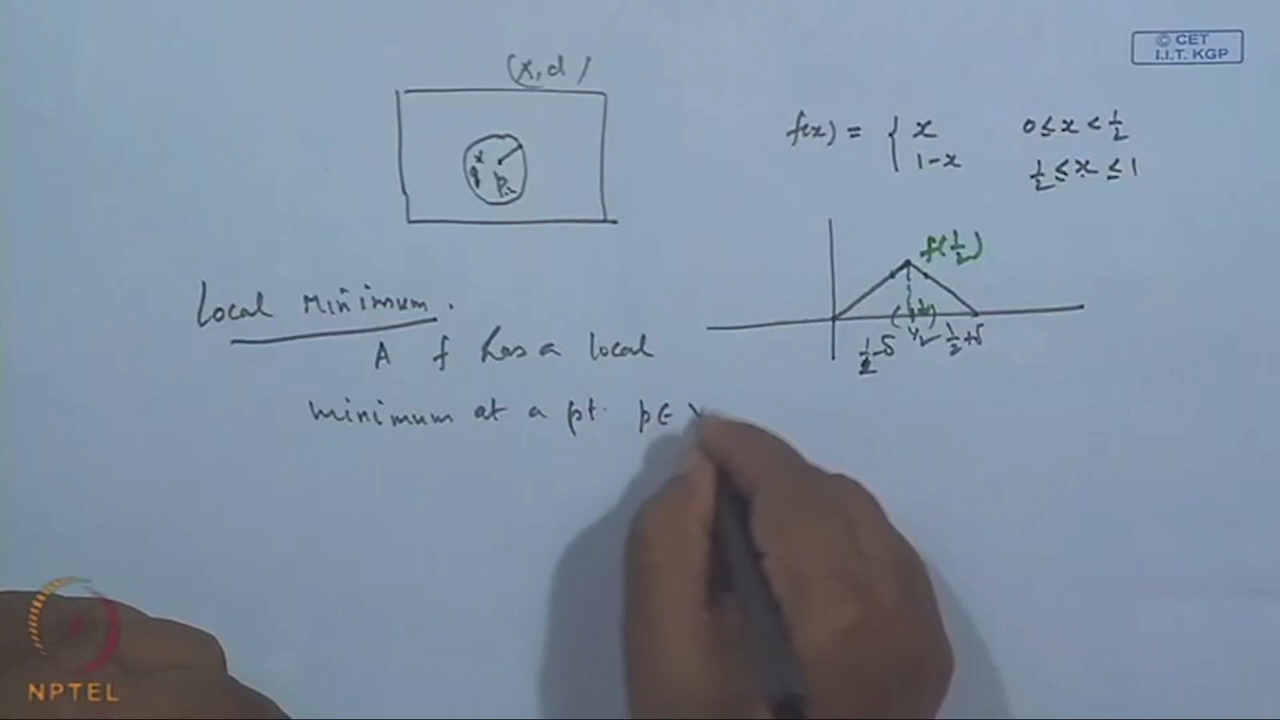 © CET
I.I.T. KGP
(X, d)
x
q p
f(x) = { x 0 ≤ x < 1/2
1-x 1/2 ≤ x ≤ 1
f(1/2)
1/2-δ 1/2 1/2+δ
Local Minimum.
A f has a local
minimum at a pt. p ∈ X
NPTEL